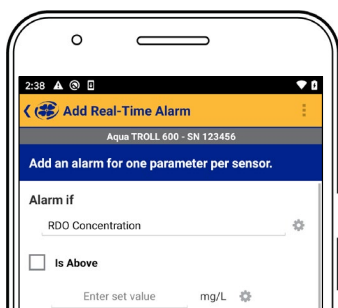 2:38
Add Real-Time Alarm
Aqua TROLL 600 - SN 123456
Add an alarm for one parameter per sensor.
Alarm if
RDO Concentration
Is Above
Enter set value mg/L